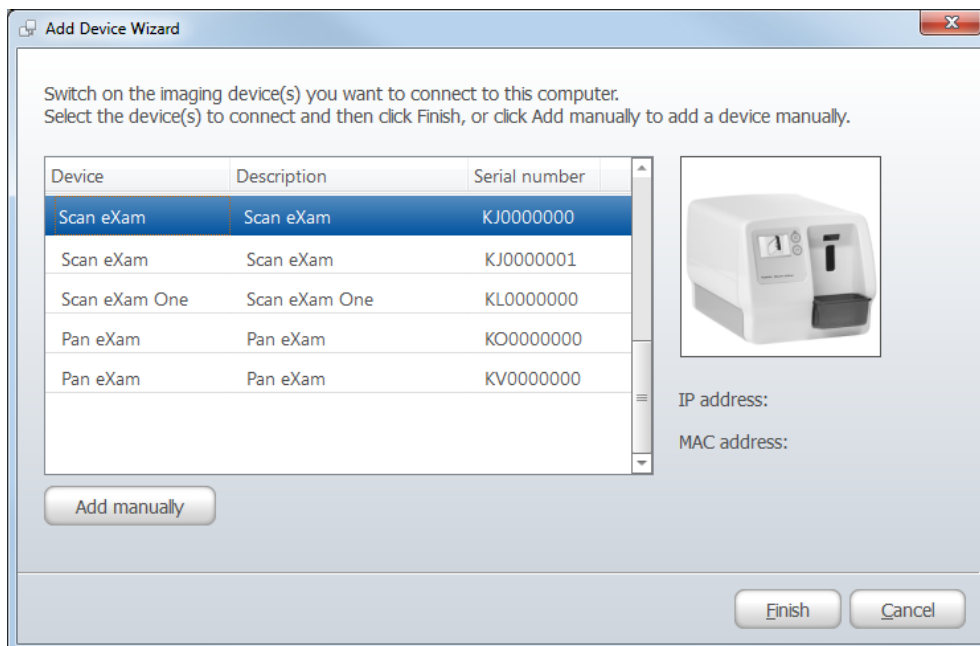 Add Device Wizard
Switch on the imaging device(s) you want to connect to this computer.
Select the device(s) to connect and then click Finish, or click Add manually to add a device manually.
Device Description Serial number
Scan eXam Scan eXam KJ0000000
Scan eXam Scan eXam KJ0000001
Scan eXam One Scan eXam One KL0000000
Pan eXam Pan eXam KO0000000
Pan eXam Pan eXam KV0000000
IP address:
MAC address:
Add manually
Finish Cancel